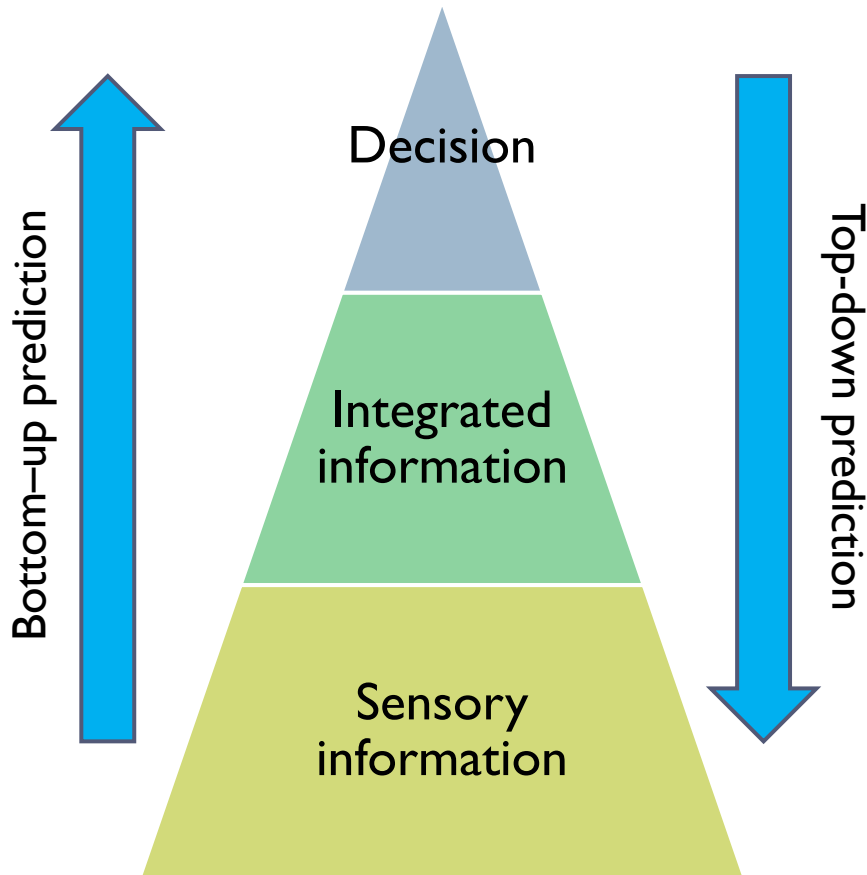 Decision
Integrated
information
Sensory
information
Bottom–up prediction
Top-down prediction